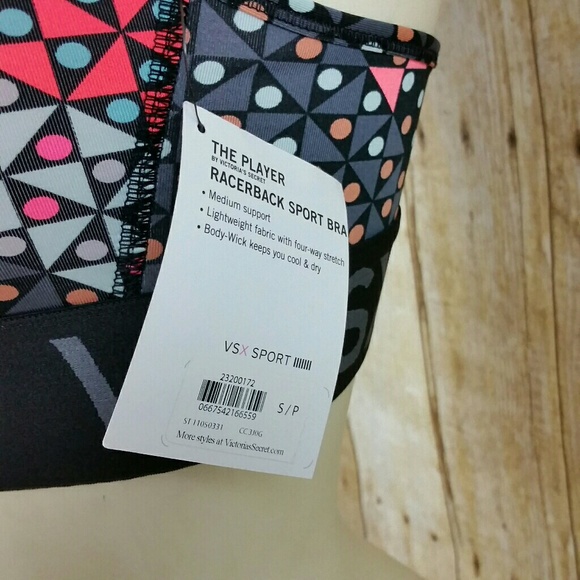 THE PLAYER
BY VICTORIA'S SECRET
RACERBACK SPORT BRA
• Medium support
• Lightweight fabric with four-way stretch
• Body-Wick keeps you cool & dry
VSX SPORT
23200172
0667542166559
S/P
ST 11050331 CC 3J0G
More styles at VictoriasSecret.com
V
S